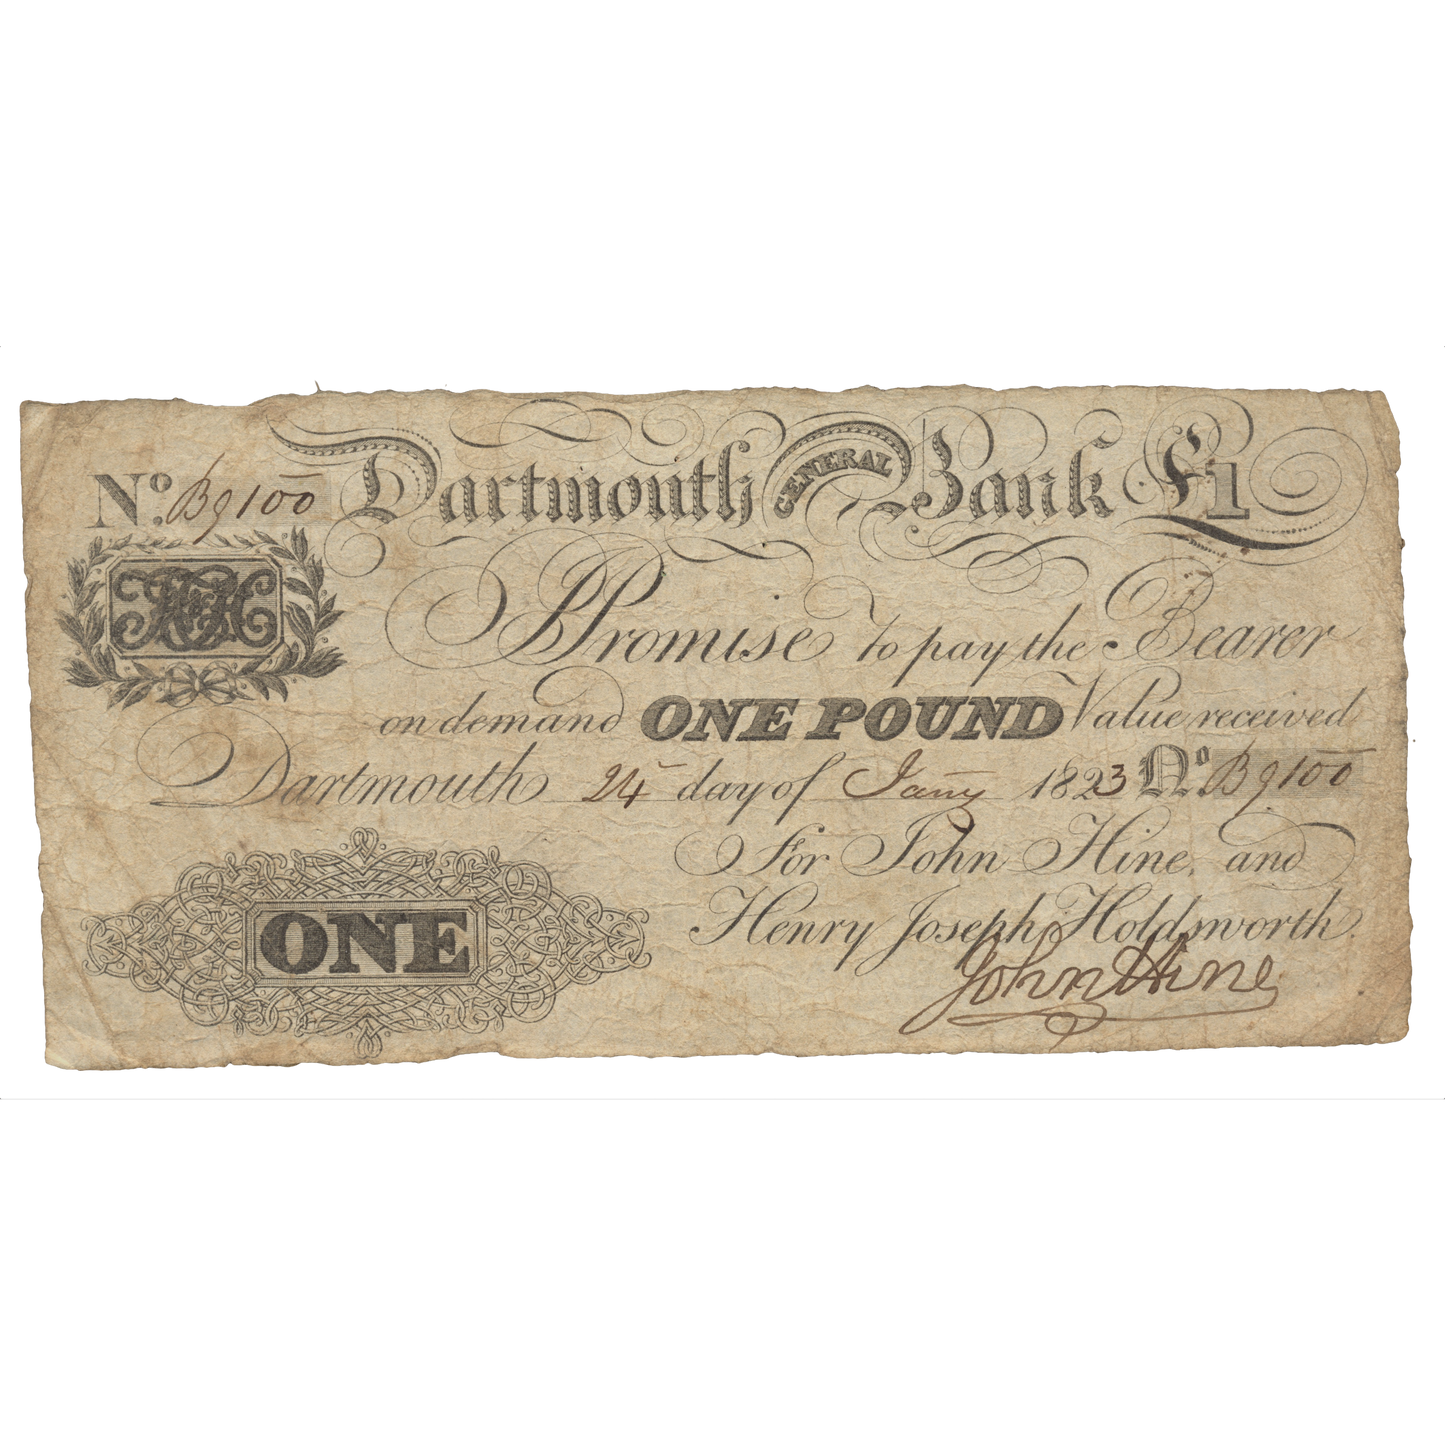 No. B9100 Dartmouth GENERAL Bank £1
I Promise to pay the Bearer
on demand ONE POUND Value received
Dartmouth 24 day of Jany 1823 No B9100
For John Hine, and
Henry Joseph Holdsworth.
ONE
John Hine